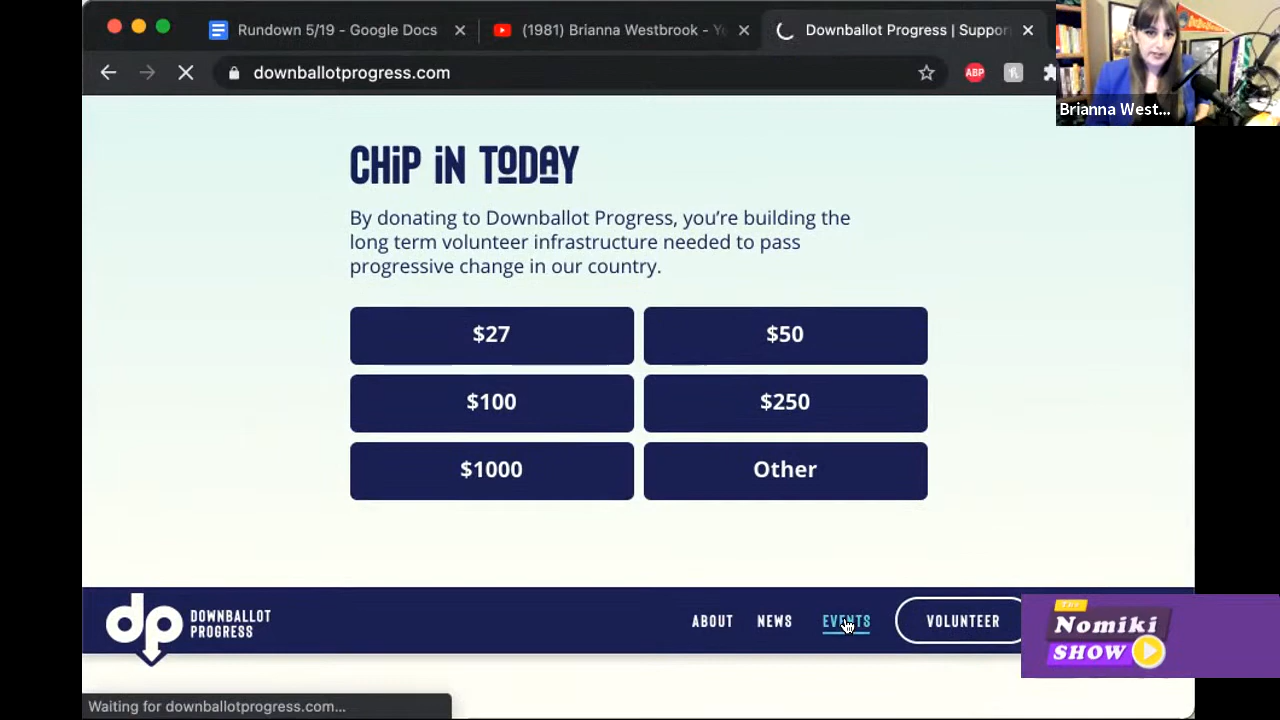 Rundown 5/19 - Google Docs
(1981) Brianna Westbrook - Y
Downballot Progress | Suppor
downballotprogress.com
ABP
Brianna West...
CHIP IN TODAY
By donating to Downballot Progress, you're building the
long term volunteer infrastructure needed to pass
progressive change in our country.
$27
$50
$100
$250
$1000
Other
dp DOWNBALLOT
PROGRESS
ABOUT
NEWS
EVENTS
VOLUNTEER
The
Nomiki
SHOW
Waiting for downballotprogress.com...